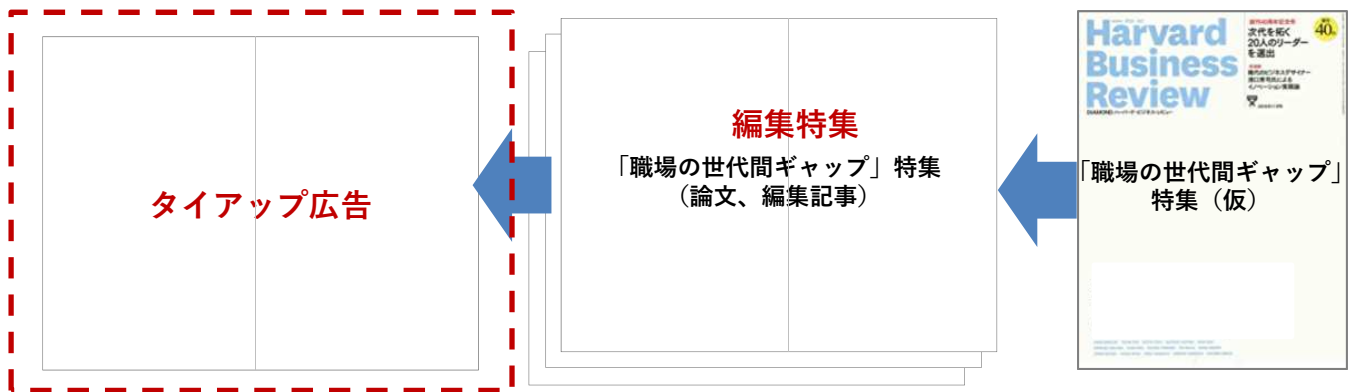 タイアップ広告
編集特集
「職場の世代間ギャップ」特集
（論文、編集記事）
Harvard
Business
Review
次代を拓く
20人のリーダー
を選出
40
「職場の世代間ギャップ」
特集（仮）